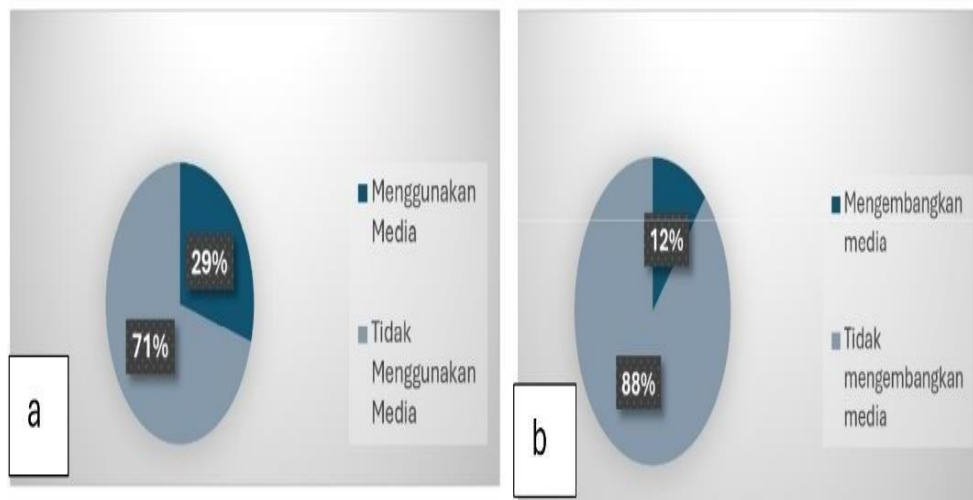 29%
71%
Menggunakan
Media
Tidak
Menggunakan
Media
a
12%
88%
Mengembangkan
media
Tidak
mengembangkan
media
b